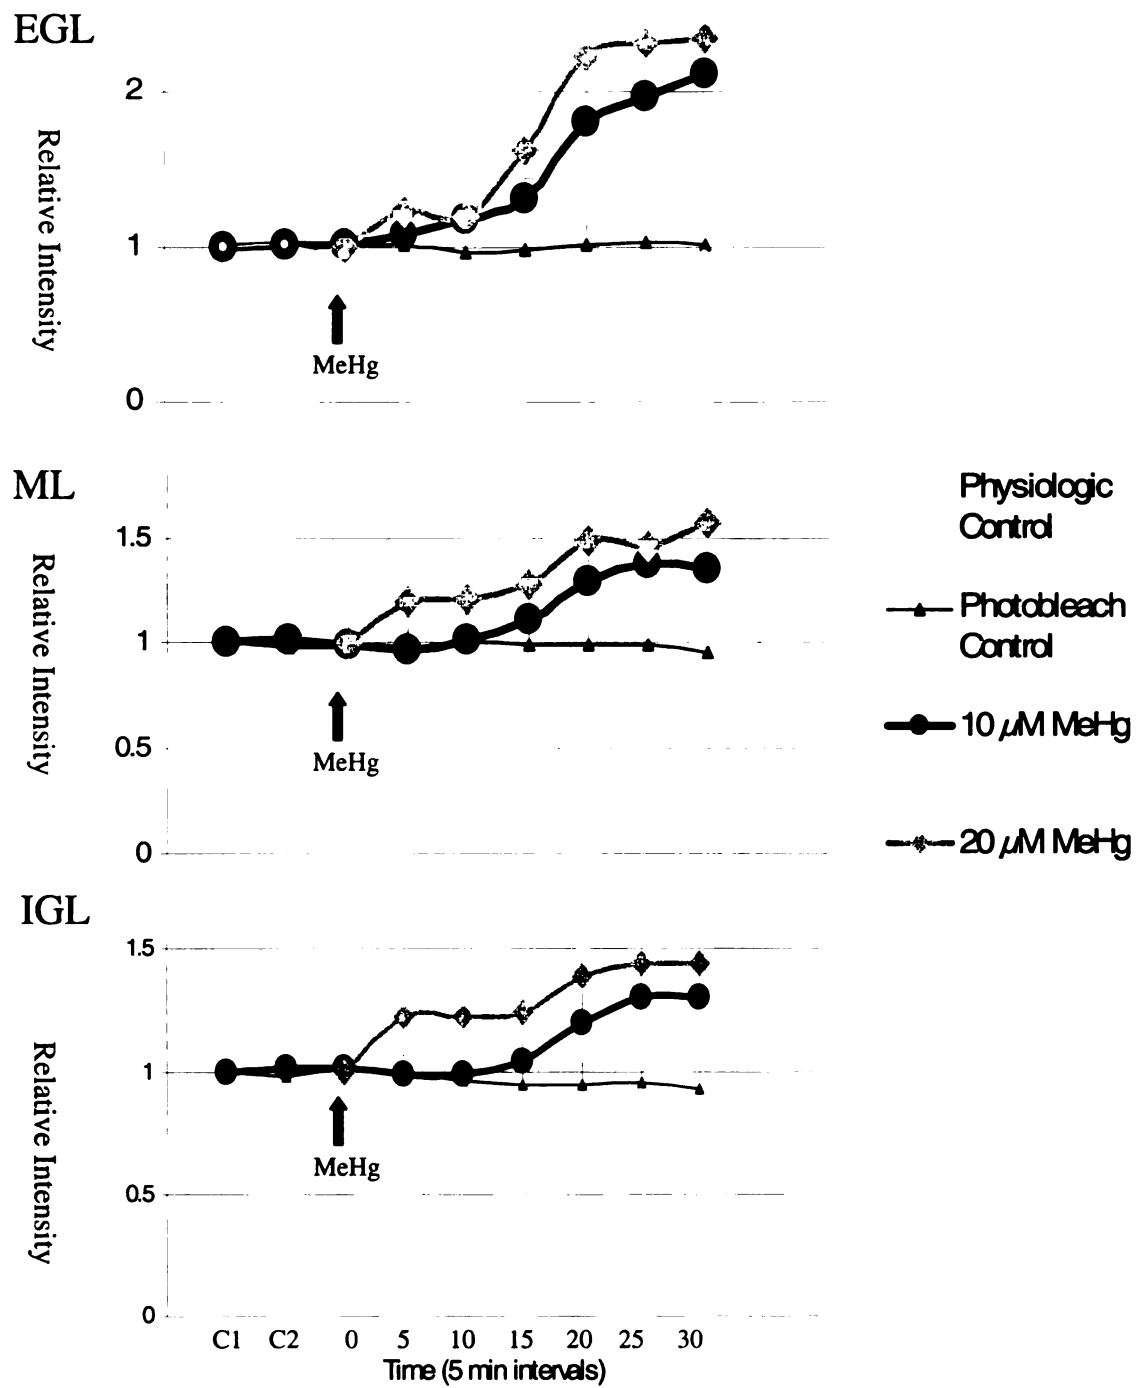 EGL
2
Relative Intensity
1
MeHg
0
ML
Physiologic
Control
1.5
Relative Intensity
Photobleach
Control
1
10 µM MeHg
0.5
MeHg
20 µM MeHg
0
IGL
1.5
Relative Intensity
1
MeHg
0.5
0
C1 C2 0 5 10 15 20 25 30
Time (5 min intervals)